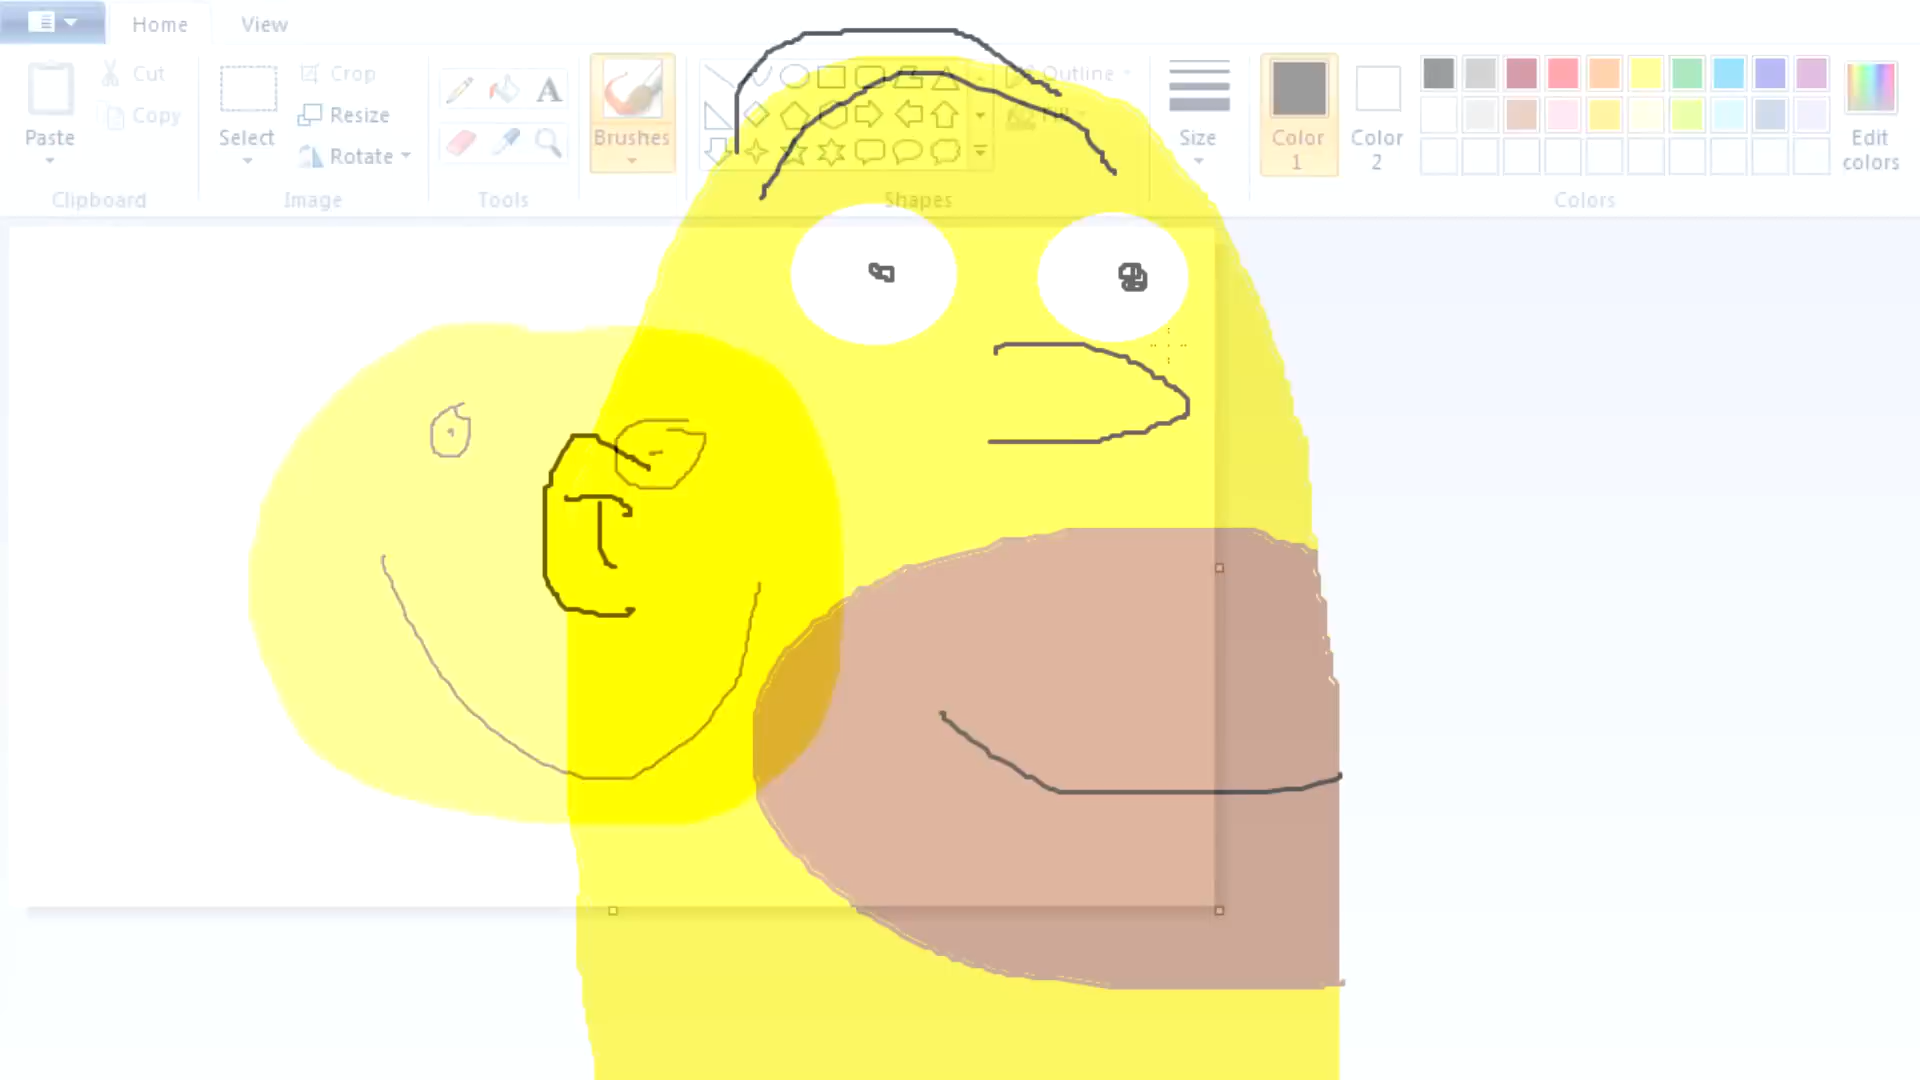 Home View
Paste
Cut
Copy
Clipboard
Select
Crop
Resize
Rotate
Image
A
Tools
Brushes
Outline
Fill
Shapes
Size
Color 1
Color 2
Edit colors
Colors